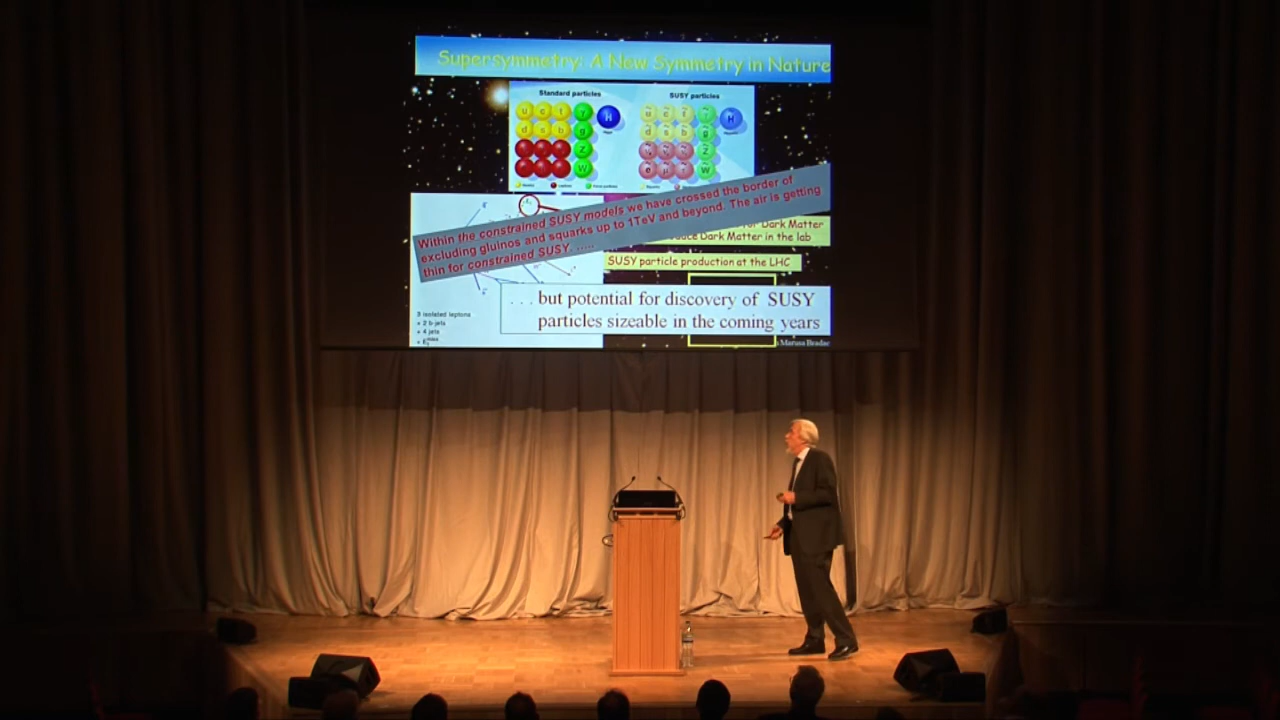 Supersymmetry: A New Symmetry in Nature
Standard particles
SUSY particles
u c t γ H
d s b g
Z
W
Within the constrained SUSY models we have crossed the border of
excluding gluinos and squarks up to 1TeV and beyond. The air is getting
thin for constrained SUSY. .....
for Dark Matter
Dark Matter in the lab
SUSY particle production at the LHC
. . . but potential for discovery of SUSY
particles sizeable in the coming years
3 isolated leptons
+ 2 b-jets
+ 4 jets
Marusa Bradac